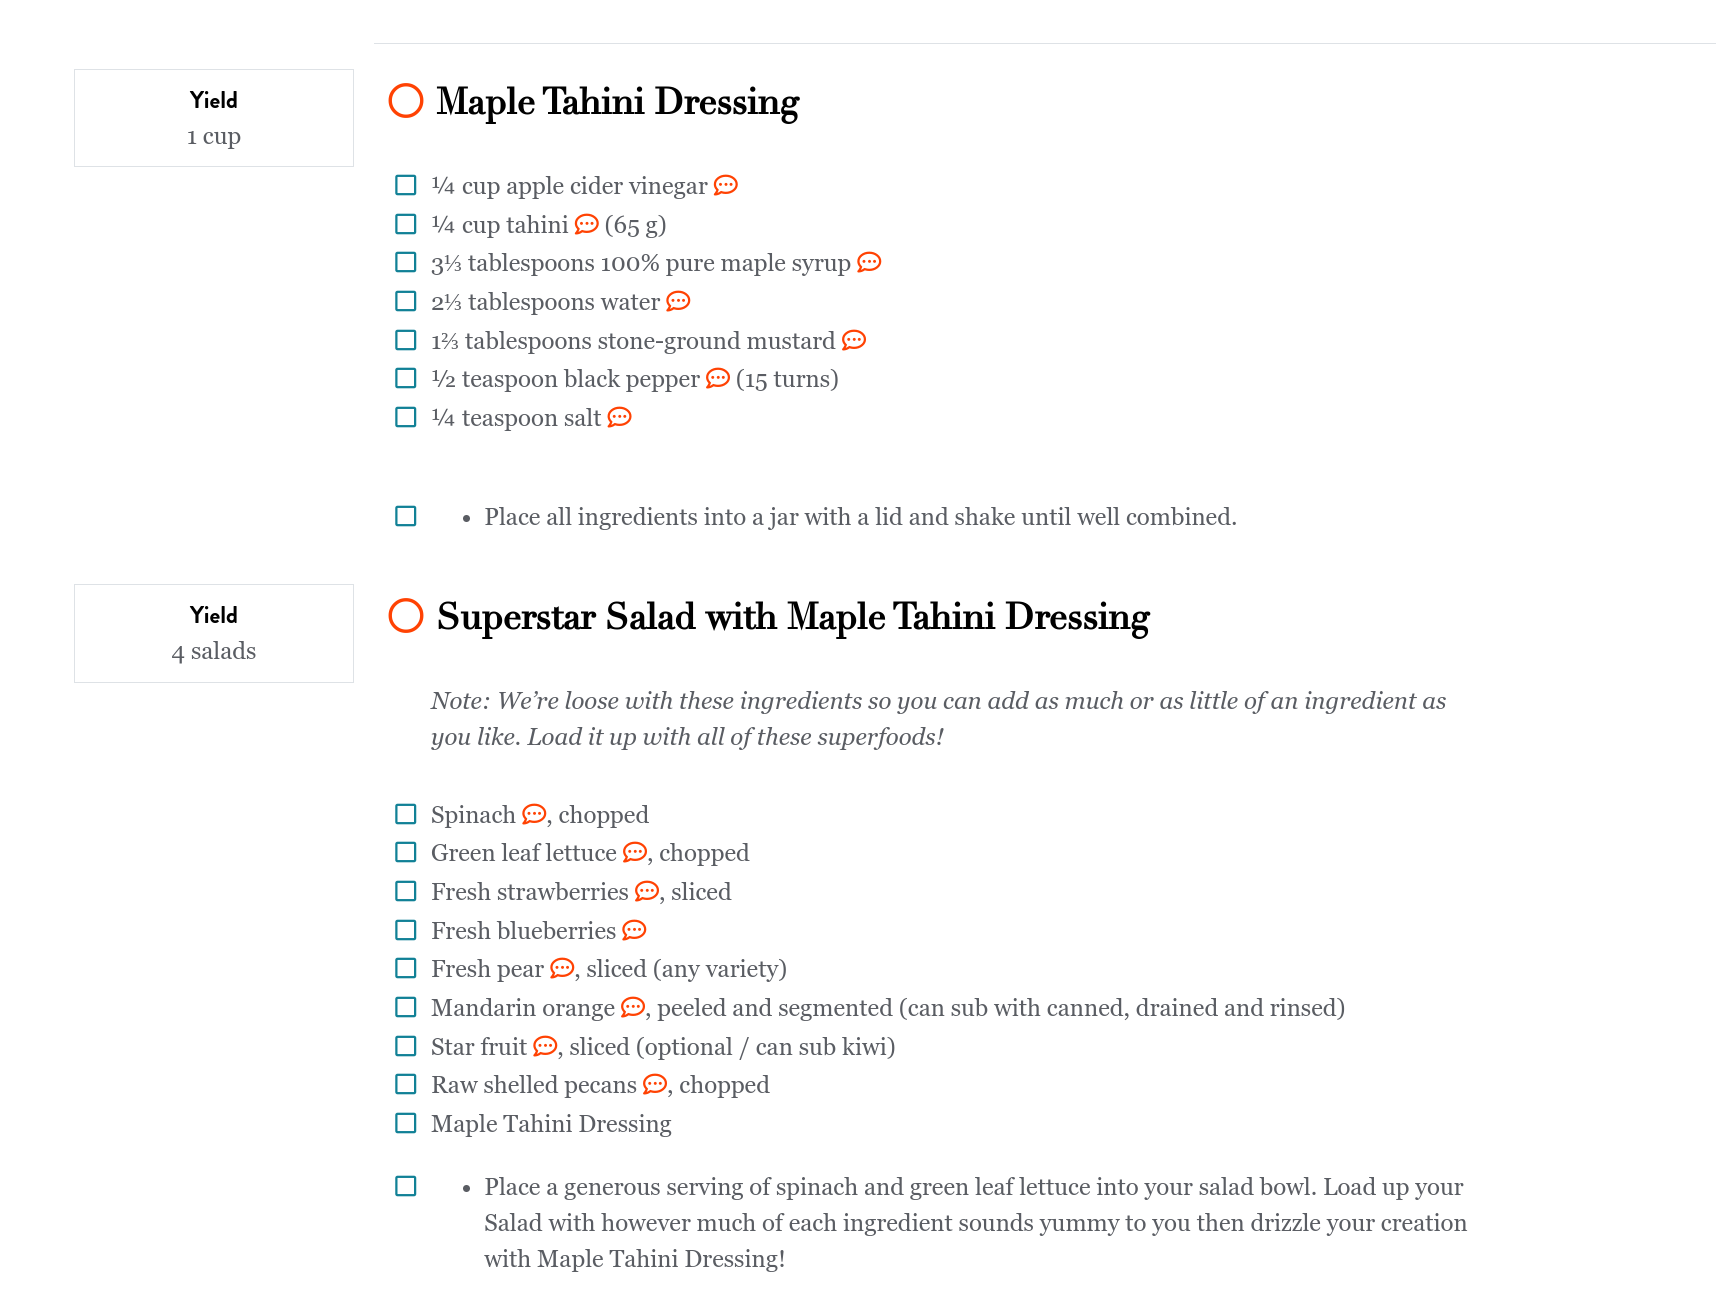 Yield
1 cup
Maple Tahini Dressing
¼ cup apple cider vinegar
¼ cup tahini (65 g)
3⅓ tablespoons 100% pure maple syrup
2⅓ tablespoons water
1⅔ tablespoons stone-ground mustard
½ teaspoon black pepper (15 turns)
¼ teaspoon salt
• Place all ingredients into a jar with a lid and shake until well combined.
Yield
4 salads
Superstar Salad with Maple Tahini Dressing
Note: We’re loose with these ingredients so you can add as much or as little of an ingredient as
you like. Load it up with all of these superfoods!
Spinach , chopped
Green leaf lettuce , chopped
Fresh strawberries , sliced
Fresh blueberries
Fresh pear , sliced (any variety)
Mandarin orange , peeled and segmented (can sub with canned, drained and rinsed)
Star fruit , sliced (optional / can sub kiwi)
Raw shelled pecans , chopped
Maple Tahini Dressing
• Place a generous serving of spinach and green leaf lettuce into your salad bowl. Load up your
Salad with however much of each ingredient sounds yummy to you then drizzle your creation
with Maple Tahini Dressing!